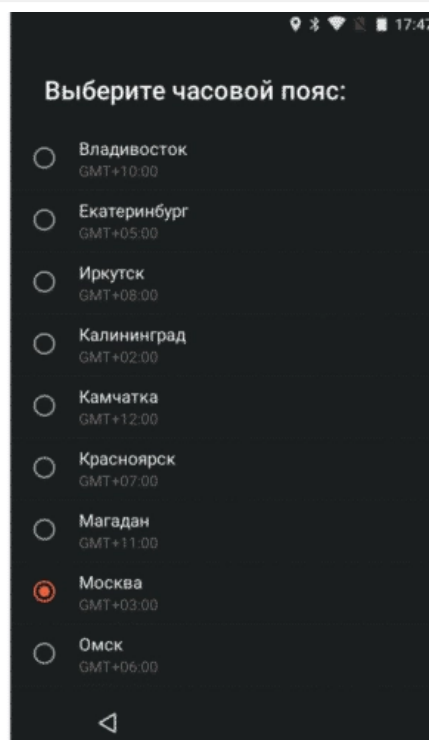 17:47
Выберите часовой пояс:
Владивосток
GMT+10:00
Екатеринбург
GMT+05:00
Иркутск
GMT+08:00
Калининград
GMT+02:00
Камчатка
GMT+12:00
Красноярск
GMT+07:00
Магадан
GMT+11:00
Москва
GMT+03:00
Омск
GMT+06:00